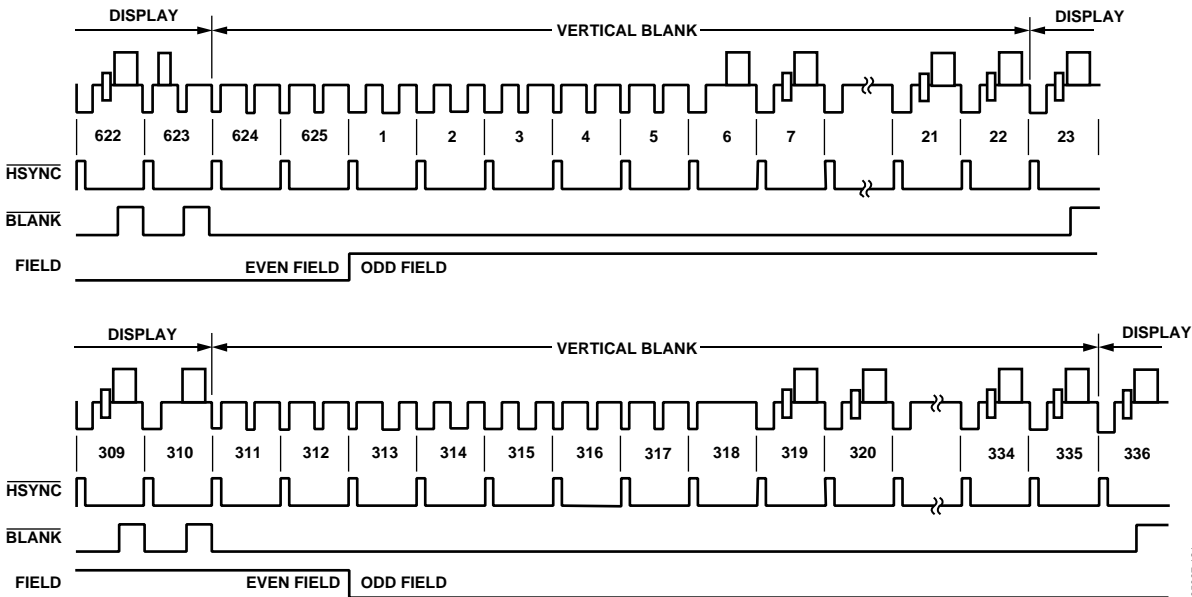 DISPLAY VERTICAL BLANK DISPLAY
622 623 624 625 1 2 3 4 5 6 7 21 22 23
HSYNC
BLANK
FIELD EVEN FIELD ODD FIELD
DISPLAY VERTICAL BLANK DISPLAY
309 310 311 312 313 314 315 316 317 318 319 320 334 335 336
HSYNC
BLANK
FIELD EVEN FIELD ODD FIELD